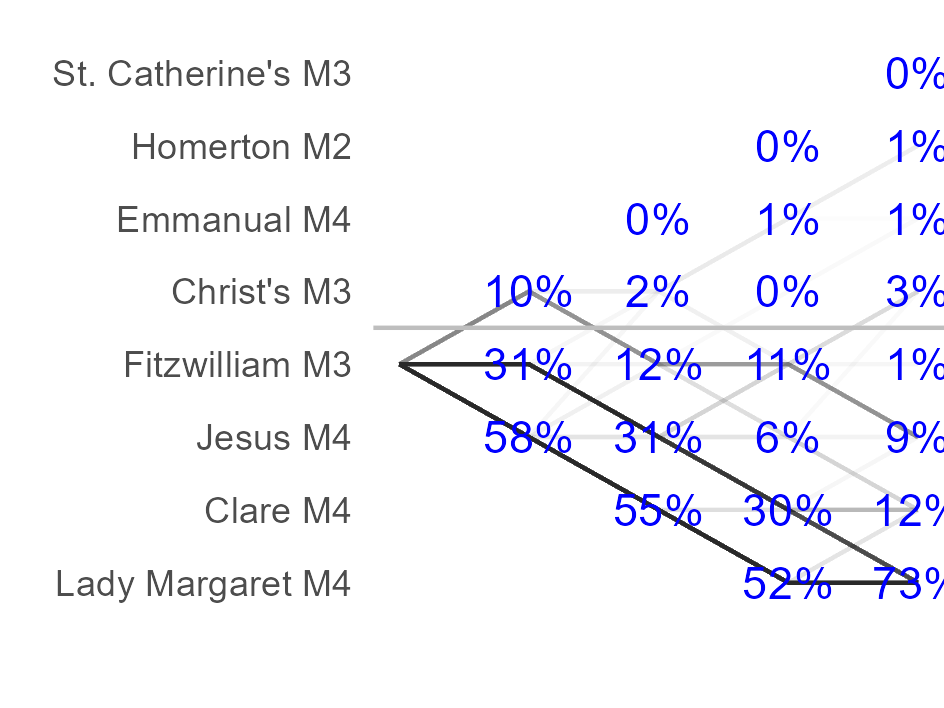 St. Catherine's M3 0%
Homerton M2 0% 1%
Emmanual M4 0% 1% 1%
Christ's M3 10% 2% 0% 3%
Fitzwilliam M3 31% 12% 11% 1%
Jesus M4 58% 31% 6% 9%
Clare M4 55% 30% 12%
Lady Margaret M4 52% 73%